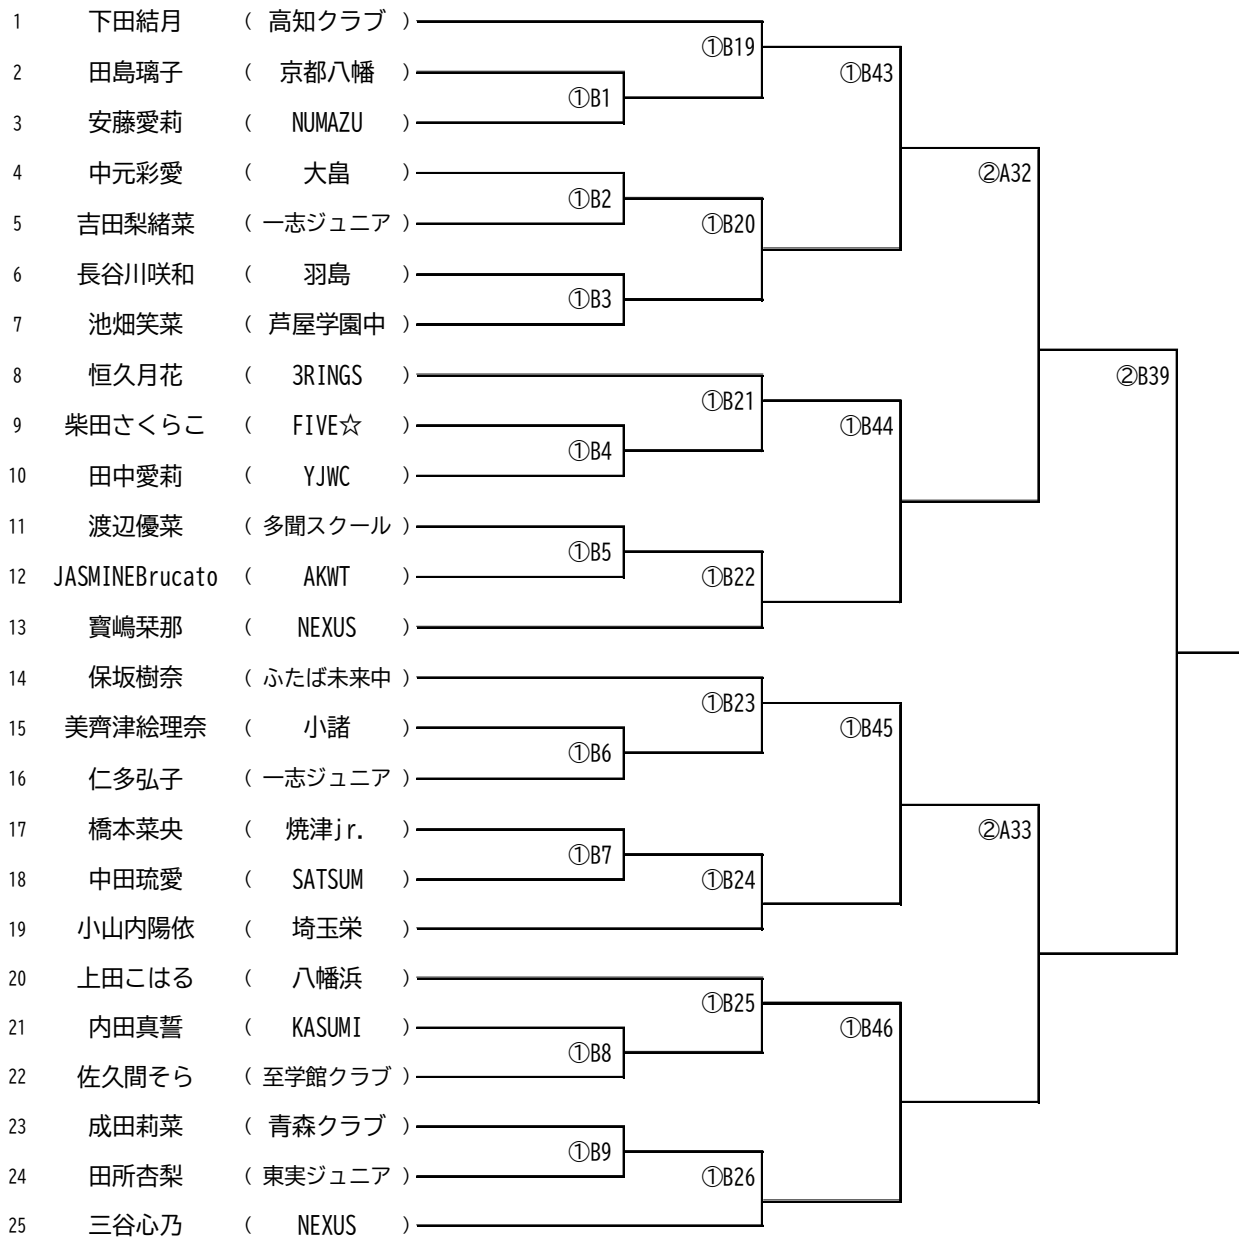 1 下田結月 ( 高知クラブ )
①B19
2 田島璃子 ( 京都八幡 ) ①B43
①B1
3 安藤愛莉 ( NUMAZU )
4 中元彩愛 ( 大畠 ) ②A32
①B2
5 吉田梨緒菜 ( 一志ジュニア ) ①B20
6 長谷川咲和 ( 羽島 )
①B3
7 池畑笑菜 ( 芦屋学園中 )
8 恒久月花 ( 3RINGS ) ②B39
①B21
9 柴田さくらこ ( FIVE☆ ) ①B44
①B4
10 田中愛莉 ( YJWC )
11 渡辺優菜 ( 多聞スクール )
①B5
12 JASMINEBrucato ( AKWT ) ①B22
13 寳嶋栞那 ( NEXUS )
14 保坂樹奈 ( ふたば未来中 )
①B23
15 美齊津絵理奈 ( 小諸 ) ①B45
①B6
16 仁多弘子 ( 一志ジュニア )
17 橋本菜央 ( 焼津jr. ) ②A33
①B7
18 中田琉愛 ( SATSUM ) ①B24
19 小山内陽依 ( 埼玉栄 )
20 上田こはる ( 八幡浜 )
①B25
21 内田真誓 ( KASUMI ) ①B46
①B8
22 佐久間そら ( 至学館クラブ )
23 成田莉菜 ( 青森クラブ )
①B9
24 田所杏梨 ( 東実ジュニア ) ①B26
25 三谷心乃 ( NEXUS )